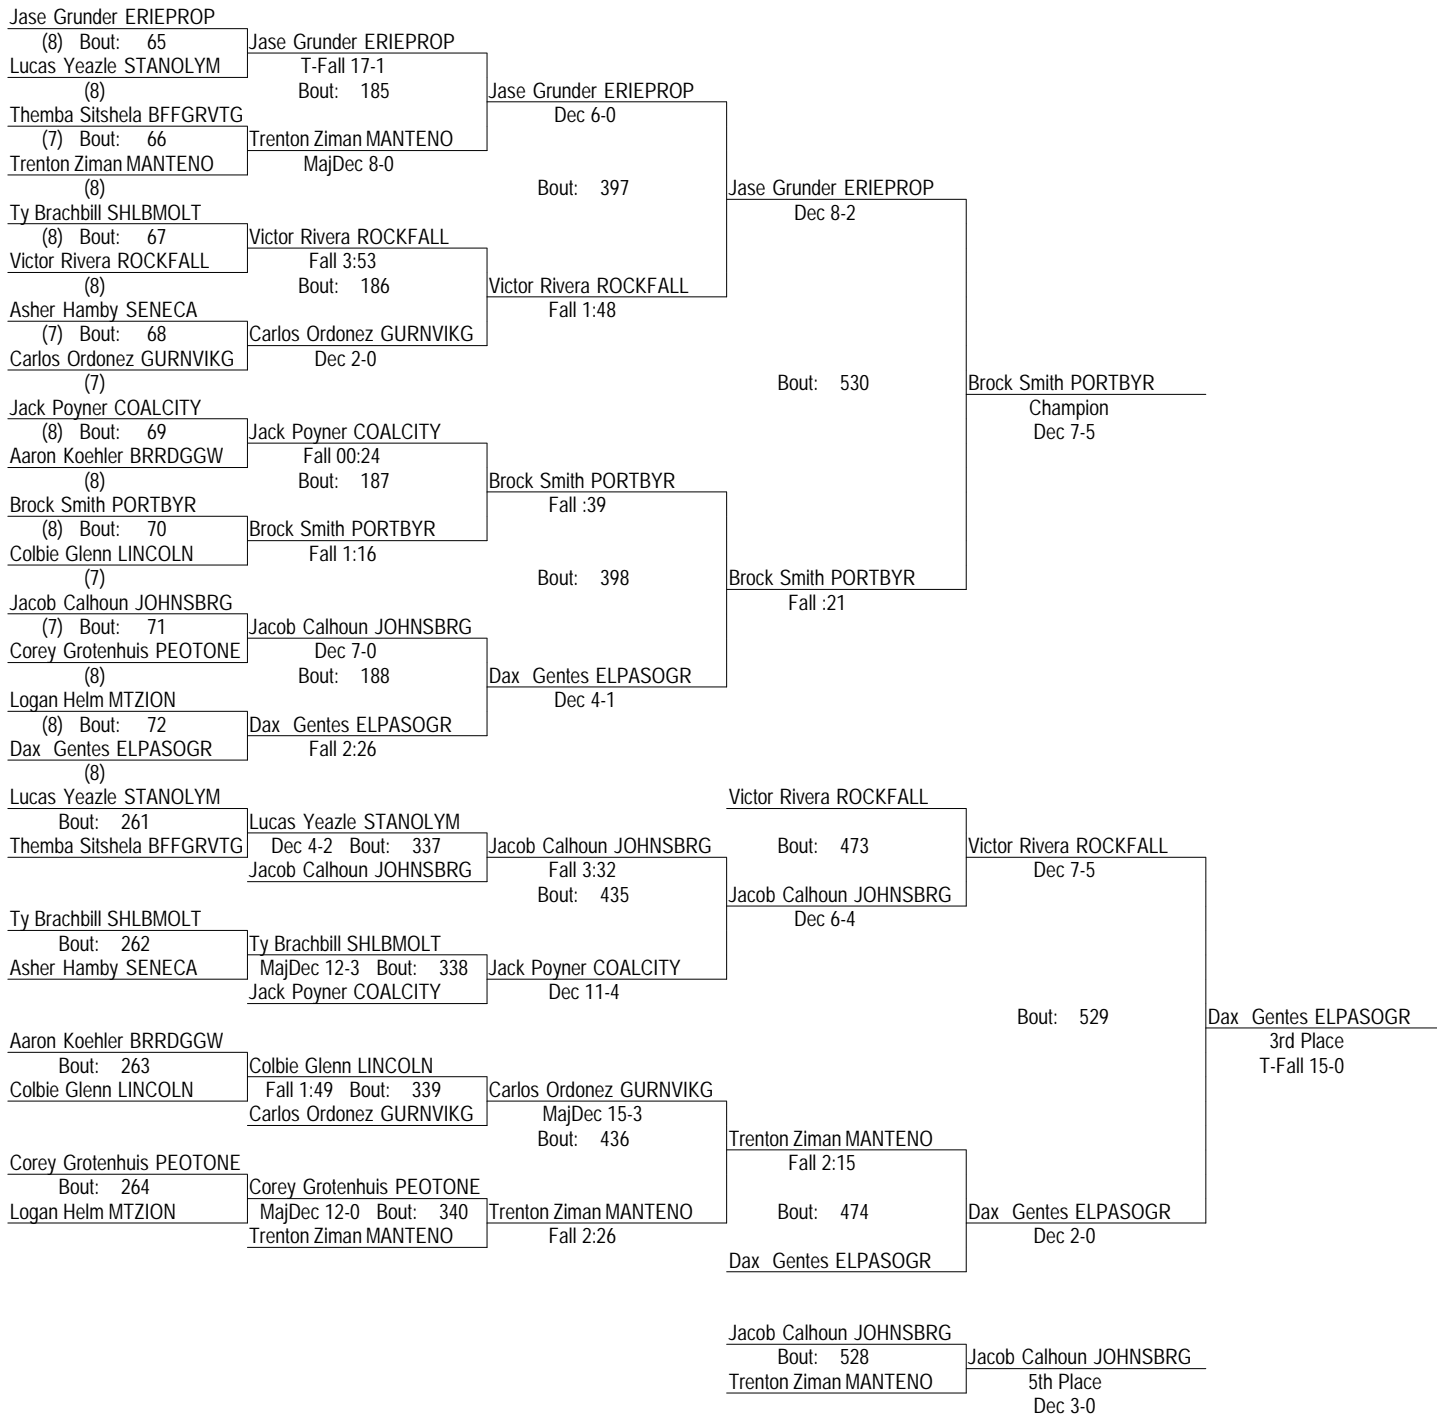 Jase Grunder ERIEPROP
(8) Bout: 65
Lucas Yeazle STANOLYM
(8)
Themba Sitshela BFFGRVTG
(7) Bout: 66
Trenton Ziman MANTENO
(8)
Ty Brachbill SHLBMOLT
(8) Bout: 67
Victor Rivera ROCKFALL
(8)
Asher Hamby SENECA
(7) Bout: 68
Carlos Ordonez GURNVIKG
(7)
Jack Poyner COALCITY
(8) Bout: 69
Aaron Koehler BRRDGGW
(8)
Brock Smith PORTBYR
(8) Bout: 70
Colbie Glenn LINCOLN
(7)
Jacob Calhoun JOHNSBRG
(7) Bout: 71
Corey Grotenhuis PEOTONE
(8)
Logan Helm MTZION
(8) Bout: 72
Dax Gentes ELPASOGR
(8)
Jase Grunder ERIEPROP
T-Fall 17-1
Bout: 185
Trenton Ziman MANTENO
MajDec 8-0
Victor Rivera ROCKFALL
Fall 3:53
Bout: 186
Carlos Ordonez GURNVIKG
Dec 2-0
Jack Poyner COALCITY
Fall 00:24
Bout: 187
Brock Smith PORTBYR
Fall 1:16
Jacob Calhoun JOHNSBRG
Dec 7-0
Bout: 188
Dax Gentes ELPASOGR
Fall 2:26
Jase Grunder ERIEPROP
Dec 6-0
Bout: 397
Victor Rivera ROCKFALL
Fall 1:48
Brock Smith PORTBYR
Fall :39
Bout: 398
Dax Gentes ELPASOGR
Dec 4-1
Jase Grunder ERIEPROP
Dec 8-2
Bout: 530
Brock Smith PORTBYR
Fall :21
Brock Smith PORTBYR
Champion
Dec 7-5
Lucas Yeazle STANOLYM
Bout: 261
Themba Sitshela BFFGRVTG
Ty Brachbill SHLBMOLT
Bout: 262
Asher Hamby SENECA
Aaron Koehler BRRDGGW
Bout: 263
Colbie Glenn LINCOLN
Corey Grotenhuis PEOTONE
Bout: 264
Logan Helm MTZION
Lucas Yeazle STANOLYM
Dec 4-2 Bout: 337
Jacob Calhoun JOHNSBRG
Ty Brachbill SHLBMOLT
MajDec 12-3 Bout: 338
Jack Poyner COALCITY
Colbie Glenn LINCOLN
Fall 1:49 Bout: 339
Carlos Ordonez GURNVIKG
Corey Grotenhuis PEOTONE
MajDec 12-0 Bout: 340
Trenton Ziman MANTENO
Jacob Calhoun JOHNSBRG
Fall 3:32
Bout: 435
Jack Poyner COALCITY
Dec 11-4
Carlos Ordonez GURNVIKG
MajDec 15-3
Bout: 436
Trenton Ziman MANTENO
Fall 2:26
Victor Rivera ROCKFALL
Bout: 473
Jacob Calhoun JOHNSBRG
Dec 6-4
Trenton Ziman MANTENO
Fall 2:15
Bout: 474
Dax Gentes ELPASOGR
Victor Rivera ROCKFALL
Dec 7-5
Bout: 529
Dax Gentes ELPASOGR
Dec 2-0
Dax Gentes ELPASOGR
3rd Place
T-Fall 15-0
Jacob Calhoun JOHNSBRG
Bout: 528
Trenton Ziman MANTENO
Jacob Calhoun JOHNSBRG
5th Place
Dec 3-0